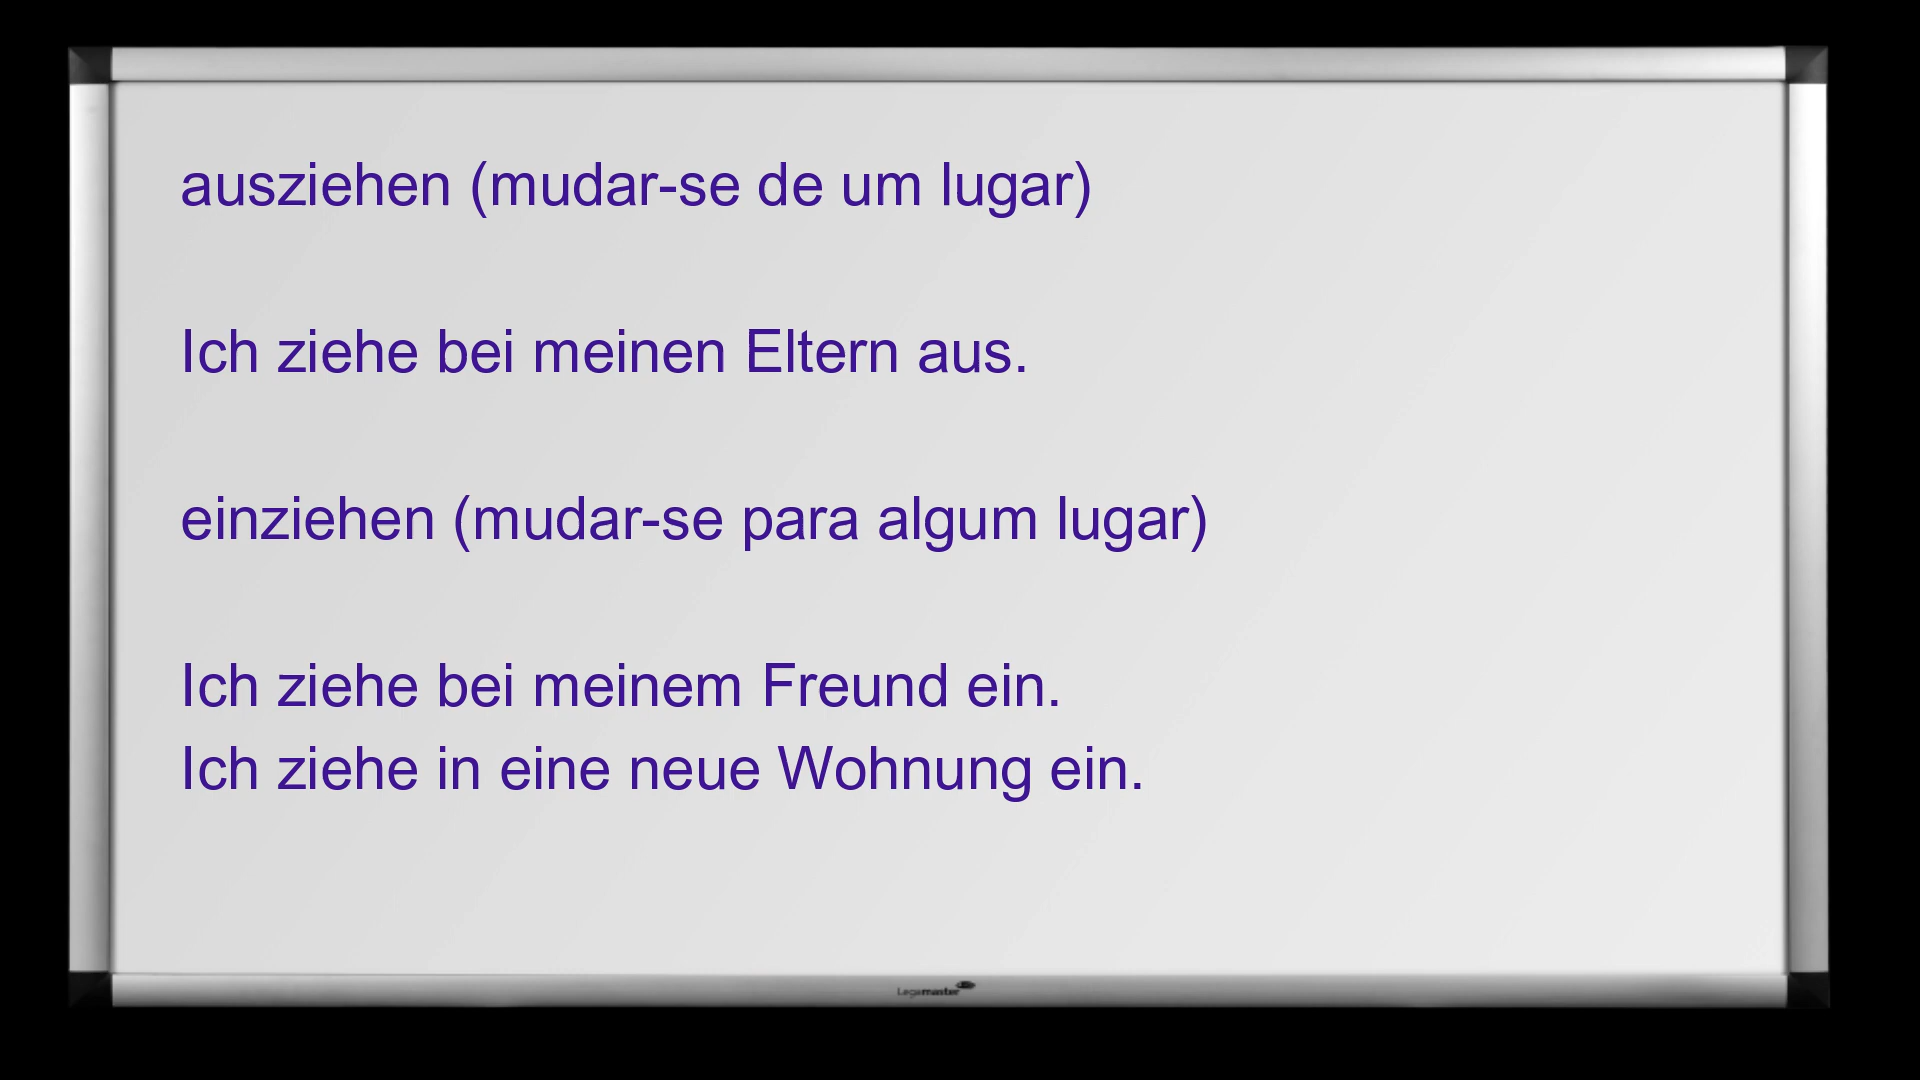 ausziehen (mudar-se de um lugar)
Ich ziehe bei meinen Eltern aus.
einziehen (mudar-se para algum lugar)
Ich ziehe bei meinem Freund ein.
Ich ziehe in eine neue Wohnung ein.
Legamaster